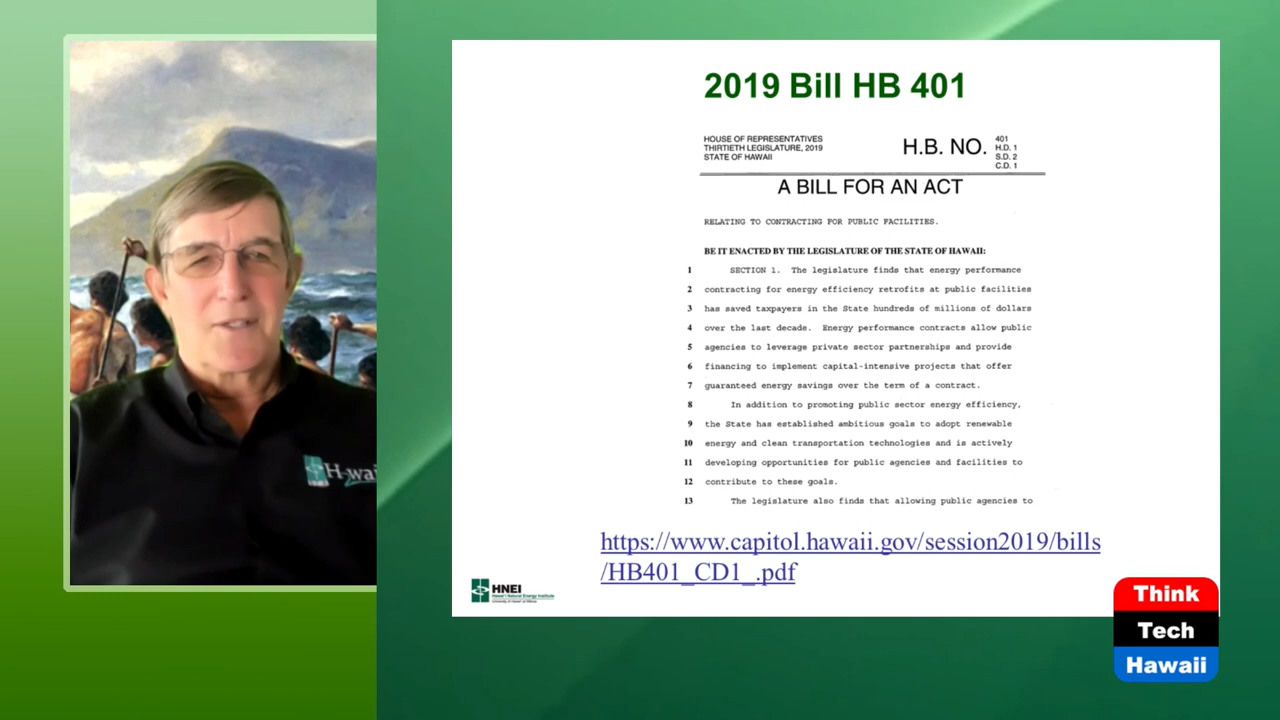 2019 Bill HB 401
HOUSE OF REPRESENTATIVES
THIRTIETH LEGISLATURE, 2019
STATE OF HAWAII
H.B. NO.
401
H.D. 1
S.D. 2
C.D. 1
A BILL FOR AN ACT
RELATING TO CONTRACTING FOR PUBLIC FACILITIES.
BE IT ENACTED BY THE LEGISLATURE OF THE STATE OF HAWAII:
1 SECTION 1. The legislature finds that energy performance
2 contracting for energy efficiency retrofits at public facilities
3 has saved taxpayers in the State hundreds of millions of dollars
4 over the last decade. Energy performance contracts allow public
5 agencies to leverage private sector partnerships and provide
6 financing to implement capital-intensive projects that offer
7 guaranteed energy savings over the term of a contract.
8 In addition to promoting public sector energy efficiency,
9 the State has established ambitious goals to adopt renewable
10 energy and clean transportation technologies and is actively
11 developing opportunities for public agencies and facilities to
12 contribute to these goals.
13 The legislature also finds that allowing public agencies to
https://www.capitol.hawaii.gov/session2019/bills
/HB401_CD1_.pdf
HNEI
Hawai'i Natural Energy Institute
University of Hawai'i at Mānoa
Think
Tech
Hawaii